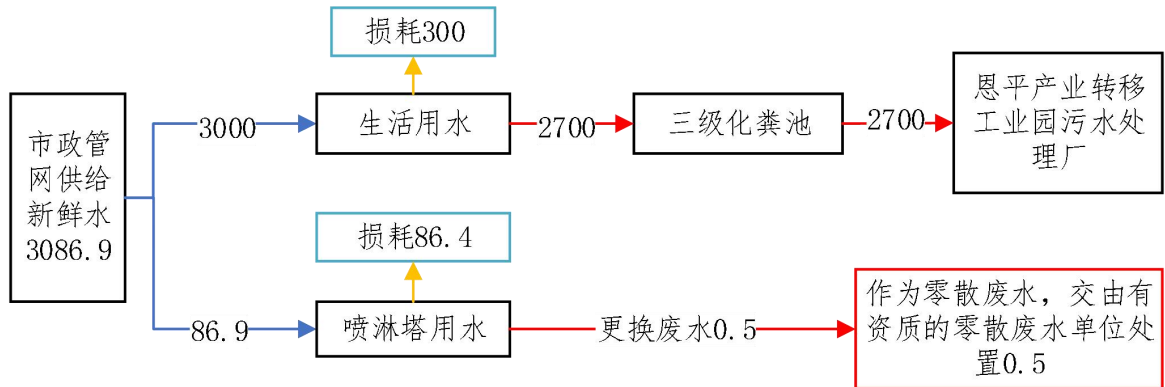 损耗300
市政管
网供给
新鲜水
3086.9
3000
生活用水
2700
三级化粪池
2700
恩平产业转移
工业园污水处
理厂
损耗86.4
86.9
喷淋塔用水
更换废水0.5
作为零散废水，交由有
资质的零散废水单位处
置0.5